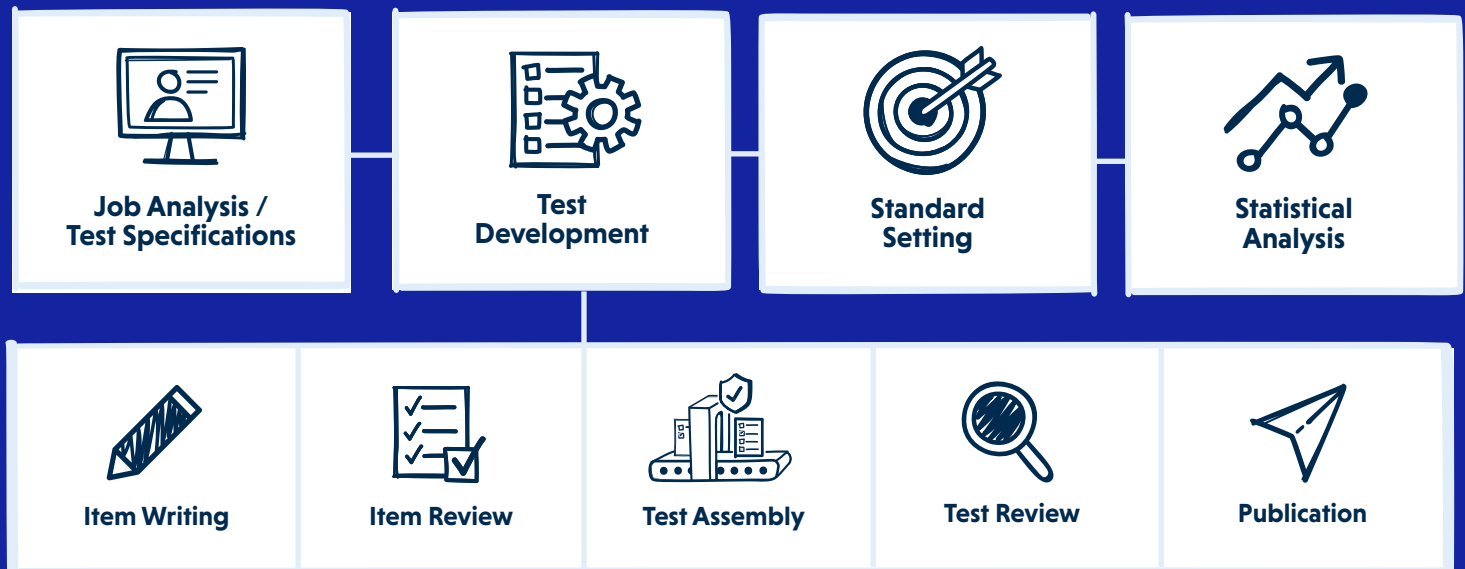 Job Analysis /
Test Specifications
Test
Development
Standard
Setting
Statistical
Analysis
Item Writing
Item Review
Test Assembly
Test Review
Publication